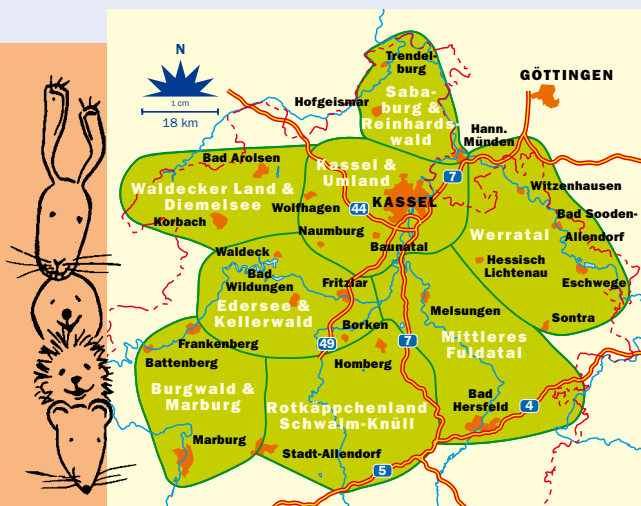 N
1 cm
18 km
Trendel-
burg
GÖTTINGEN
Hofgeismar
Saba-
burg &
Reinhards-
wald
Hann.
Münden
Bad Arolsen
Kassel &
Umland
7
Waldecker Land &
Diemelsee
Witzenhausen
Wolfhagen
44
KASSEL
Korbach
Bad Sooden-
Allendorf
Naumburg
Werratal
Baunatal
Waldeck
Hessisch
Lichtenau
Bad
Wildungen
Fritzlar
Eschwege
Edersee &
Kellerwald
Melsungen
Borken
Sontra
Frankenberg
49
7
Mittleres
Fuldatal
Battenberg
Homberg
Burgwald &
Marburg
Rotkäppchenland
Schwalm-Knüll
Bad
Hersfeld
4
Marburg
Stadt-Allendorf
5